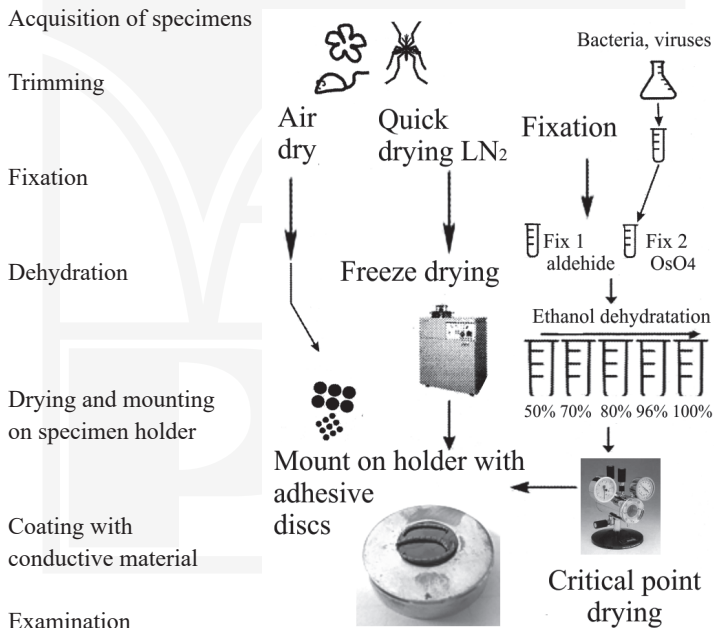 Acquisition of specimens
Trimming
Fixation
Dehydration
Drying and mounting
on specimen holder
Coating with
conductive material
Examination
Air
dry
Quick
drying LN₂
Freeze drying
Bacteria, viruses
Fixation
Fix 1
aldehide
Fix 2
OsO4
Ethanol dehydratation
50% 70% 80% 96% 100%
Mount on holder with
adhesive
discs
Critical point
drying